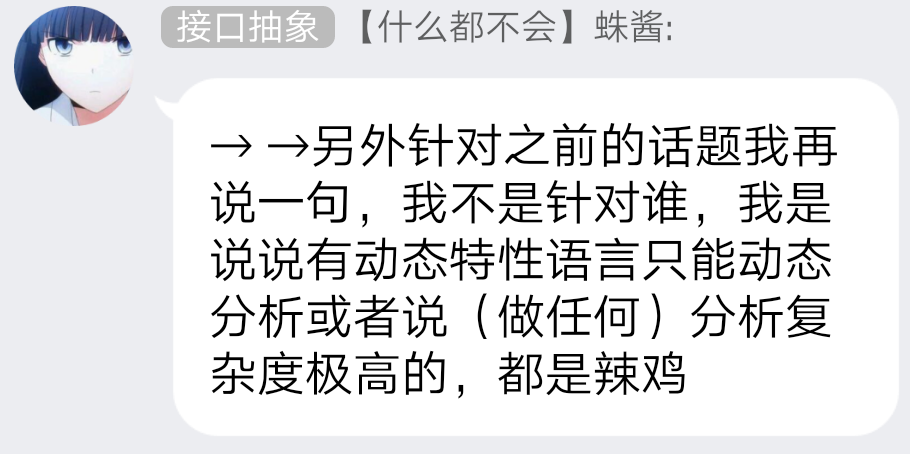 接口抽象 【什么都不会】蛛酱:
→ →另外针对之前的话题我再
说一句，我不是针对谁，我是
说说有动态特性语言只能动态
分析或者说（做任何）分析复
杂度极高的，都是辣鸡